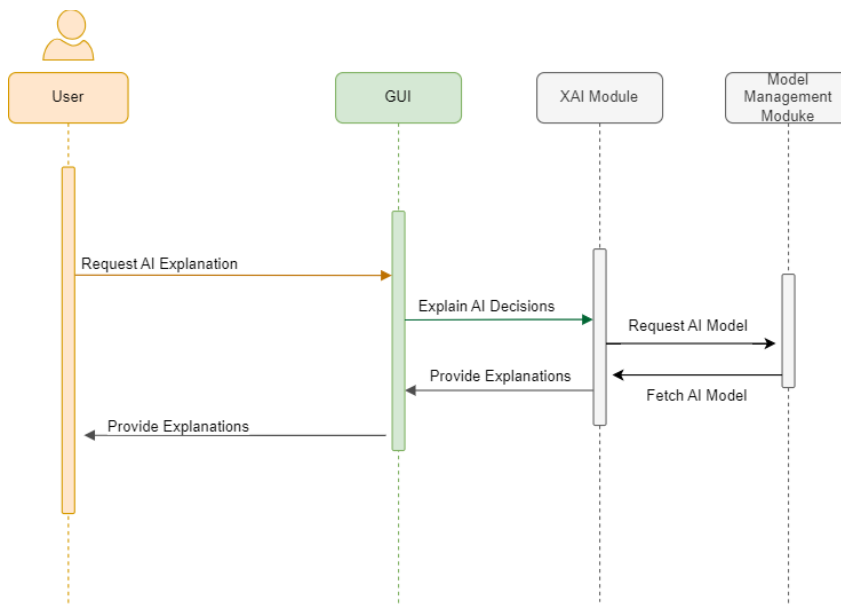 User
GUI
XAI Module
Model
Management
Moduke
Request AI Explanation
Explain AI Decisions
Request AI Model
Provide Explanations
Fetch AI Model
Provide Explanations